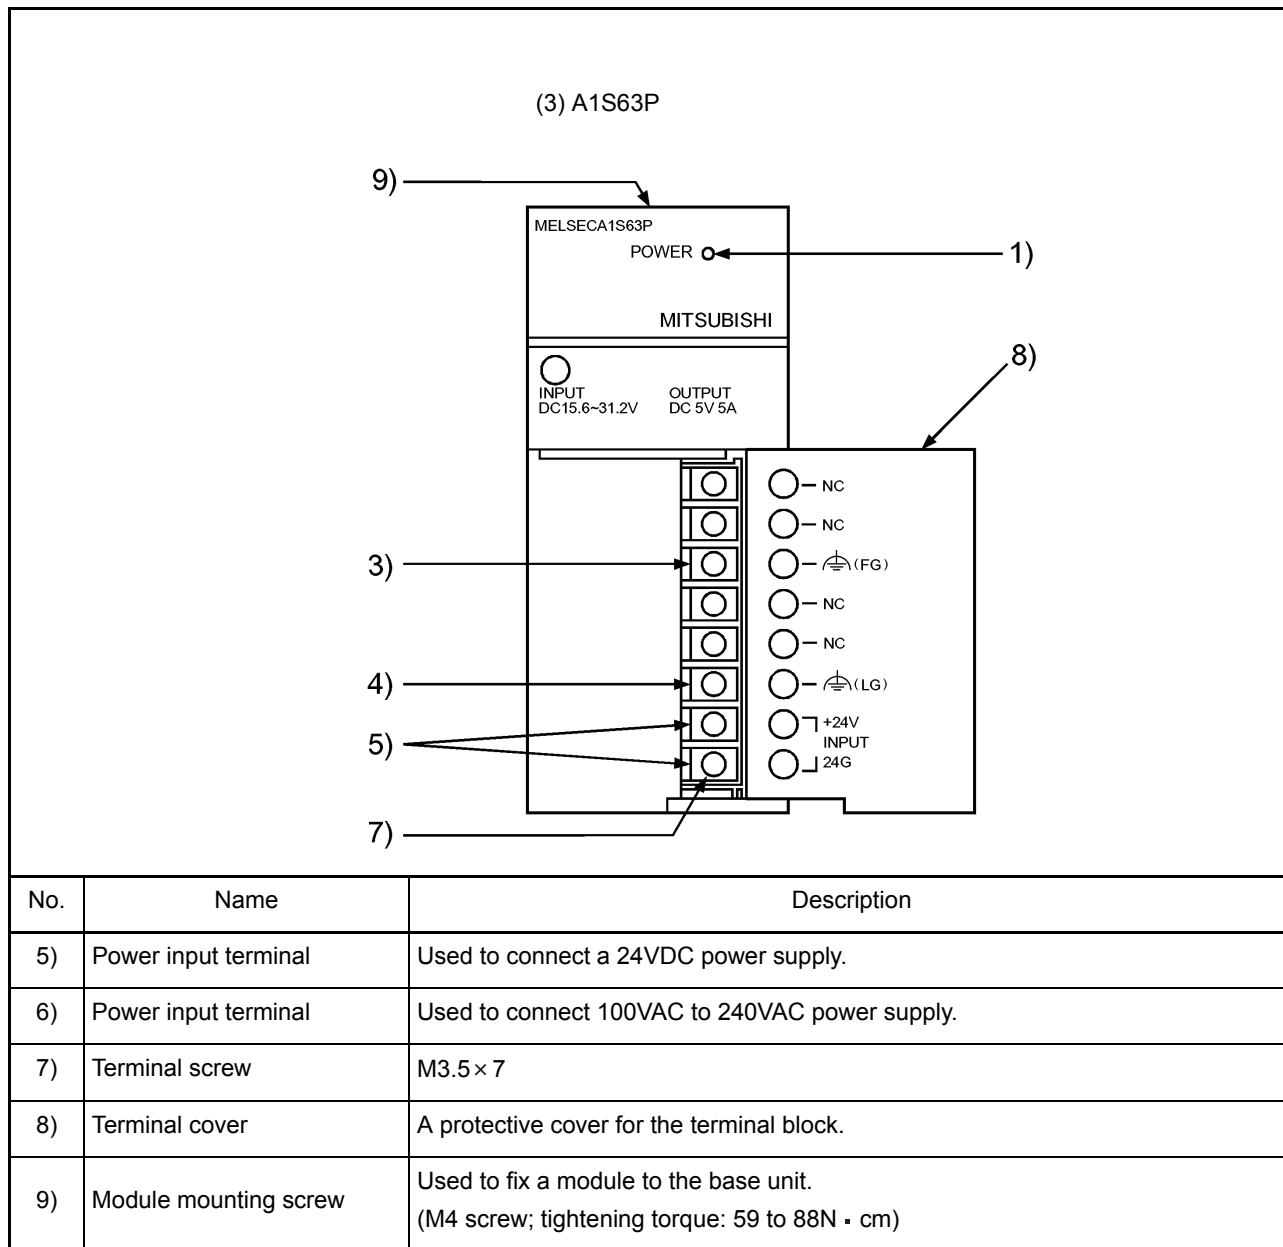 (3) A1S63P
9)
MELSECA1S63P
POWER
1)
MITSUBISHI
8)
INPUT
DC15.6~31.2V
OUTPUT
DC 5V 5A
NC
NC
3)
(FG)
NC
NC
4)
(LG)
5)
+24V
INPUT
24G
7)
No. Name Description
5) Power input terminal Used to connect a 24VDC power supply.
6) Power input terminal Used to connect 100VAC to 240VAC power supply.
7) Terminal screw M3.5×7
8) Terminal cover A protective cover for the terminal block.
9) Module mounting screw Used to fix a module to the base unit.
(M4 screw; tightening torque: 59 to 88N · cm)